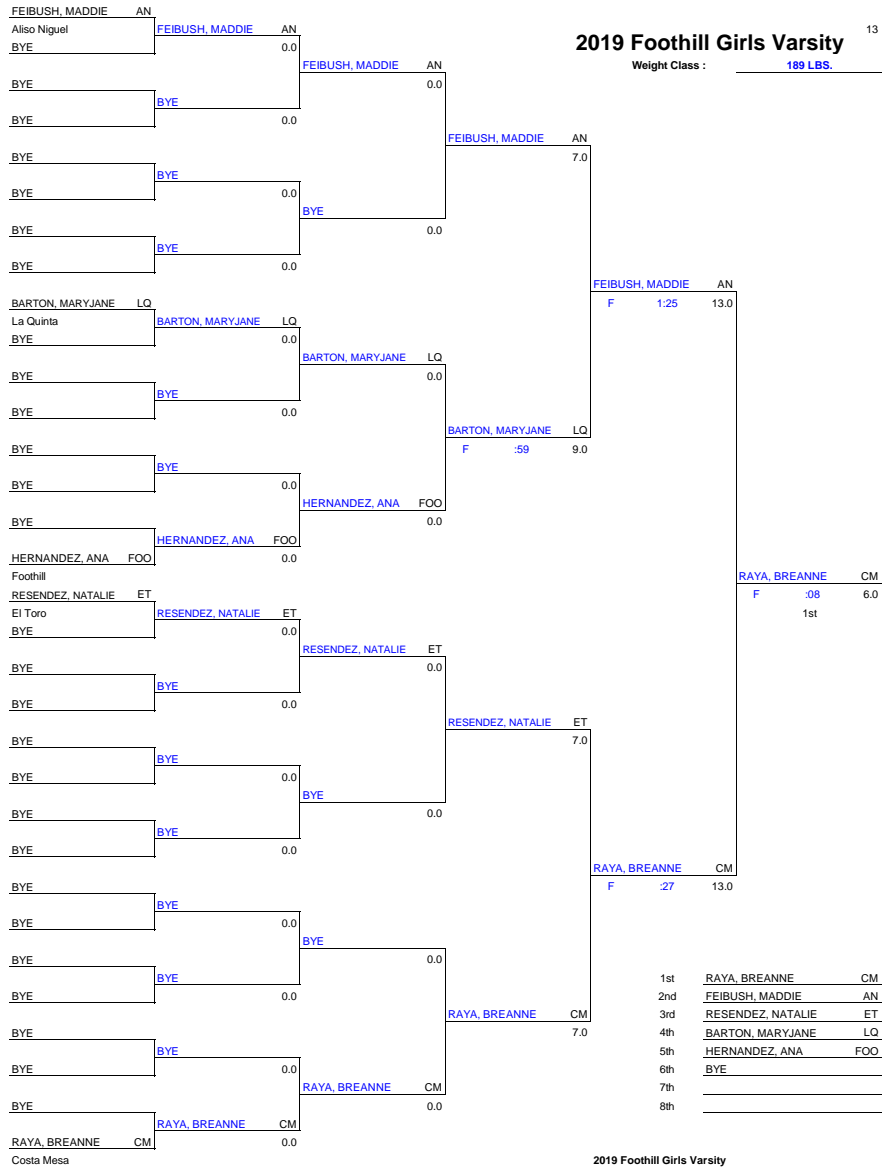 FEIBUSH, MADDIE AN
Aliso Niguel FEIBUSH, MADDIE AN 13
BYE 0.0
2019 Foothill Girls Varsity
FEIBUSH, MADDIE AN Weight Class : 189 LBS.
BYE 0.0
BYE
BYE 0.0
FEIBUSH, MADDIE AN
BYE 7.0
BYE
BYE 0.0
BYE
BYE 0.0
BYE
BYE 0.0
FEIBUSH, MADDIE AN
BARTON, MARYJANE LQ F 1:25 13.0
La Quinta BARTON, MARYJANE LQ
BYE 0.0
BARTON, MARYJANE LQ
BYE 0.0
BYE
BYE 0.0
BARTON, MARYJANE LQ
BYE F :59 9.0
BYE
BYE 0.0
HERNANDEZ, ANA FOO
BYE 0.0
HERNANDEZ, ANA FOO
HERNANDEZ, ANA FOO 0.0
Foothill RAYA, BREANNE CM
RESENDEZ, NATALIE ET F :08 6.0
El Toro RESENDEZ, NATALIE ET 1st
BYE 0.0
RESENDEZ, NATALIE ET
BYE 0.0
BYE
BYE 0.0
RESENDEZ, NATALIE ET
BYE 7.0
BYE
BYE 0.0
BYE
BYE 0.0
BYE
BYE 0.0
RAYA, BREANNE CM
BYE F :27 13.0
BYE
BYE 0.0
BYE
BYE 0.0
BYE 1st RAYA, BREANNE CM
BYE 0.0 2nd FEIBUSH, MADDIE AN
RAYA, BREANNE CM 3rd RESENDEZ, NATALIE ET
BYE 7.0 4th BARTON, MARYJANE LQ
BYE 5th HERNANDEZ, ANA FOO
BYE 0.0 6th BYE
RAYA, BREANNE CM 7th
BYE 0.0 8th
RAYA, BREANNE CM
RAYA, BREANNE CM 0.0
Costa Mesa 2019 Foothill Girls Varsity